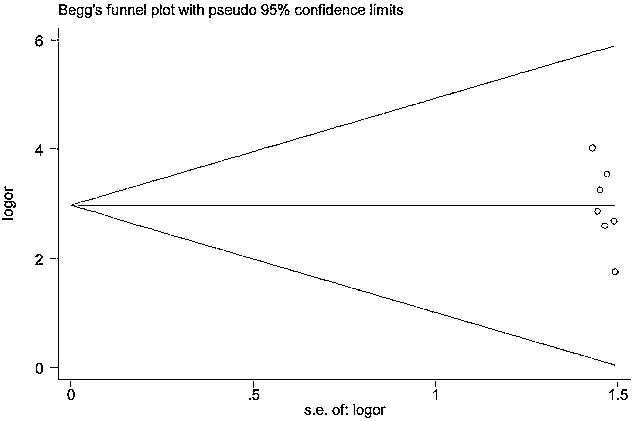 Begg's funnel plot with pseudo 95% confidence limits
6
4
logor
2
0
0 .5 1 1.5
s.e. of: logor